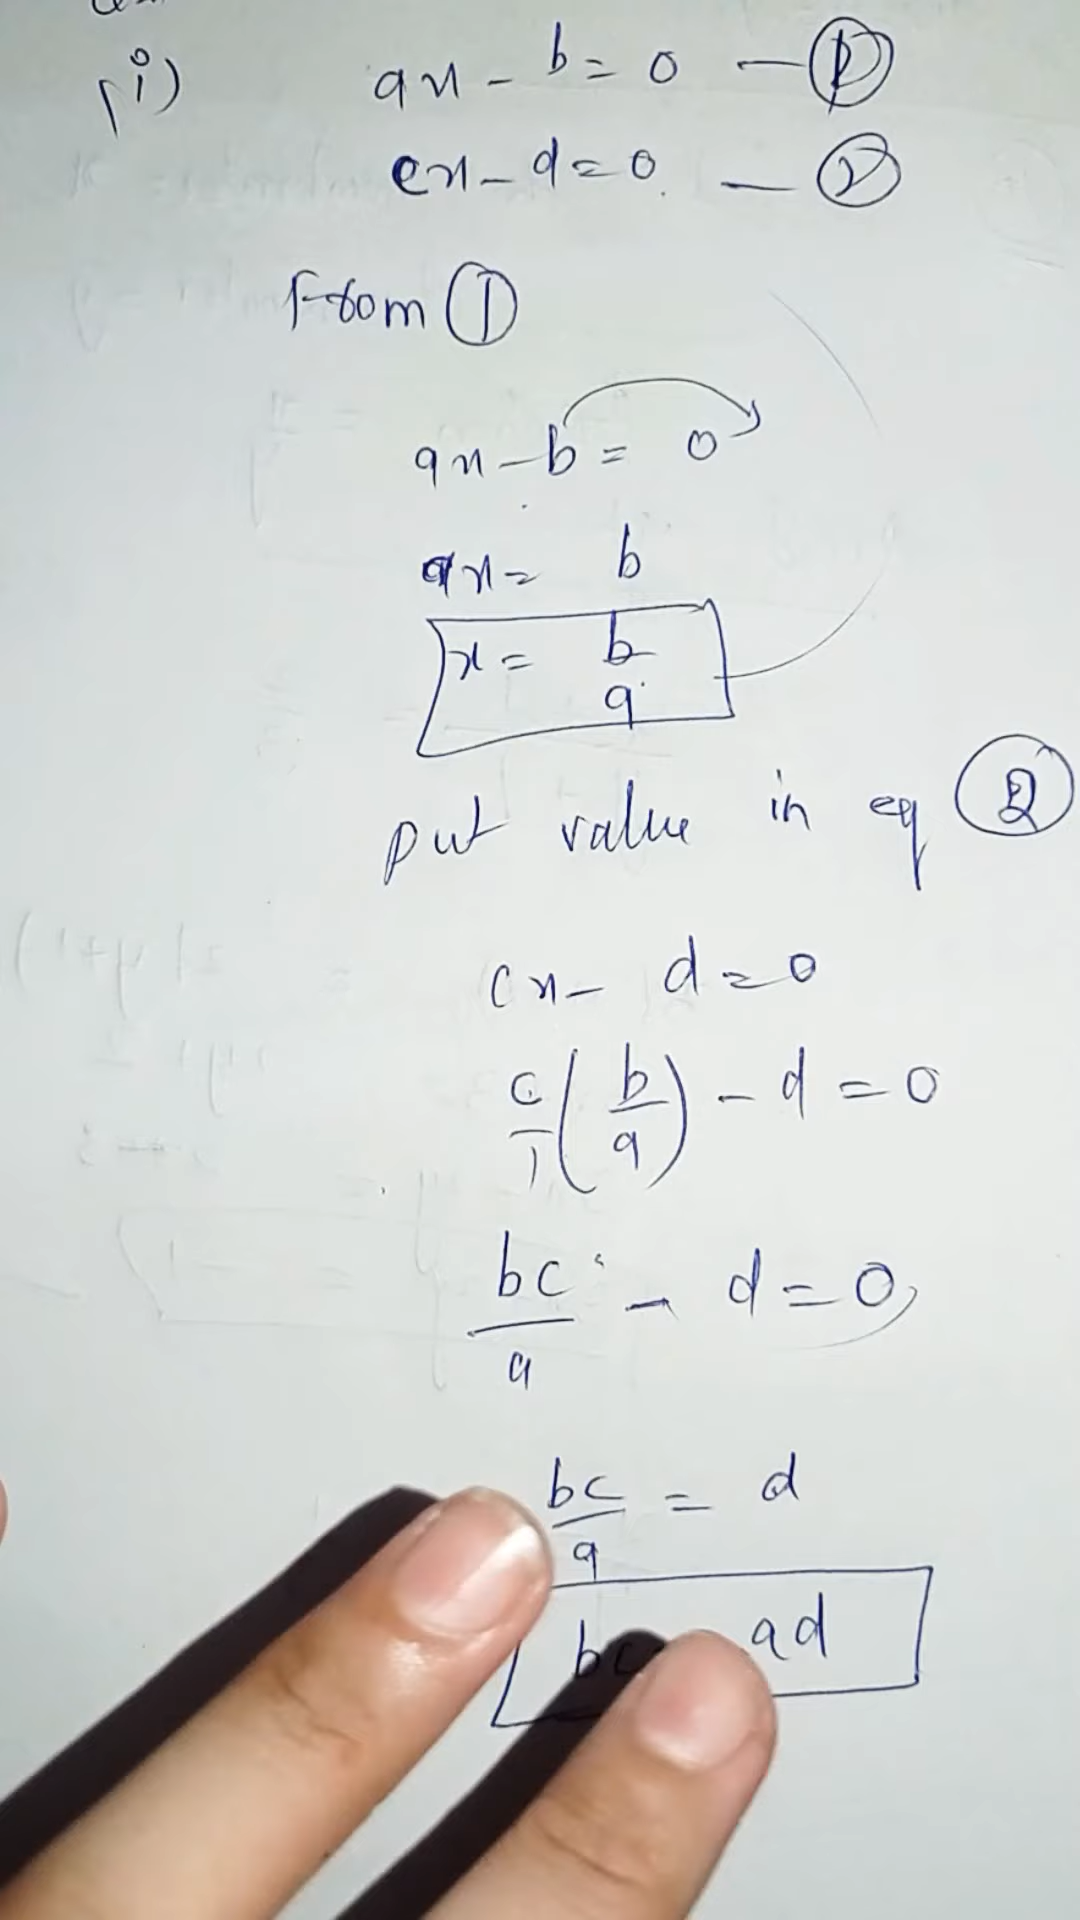 (i) ax - b = 0 — ①
cx - d = 0 — ②
From ①
ax - b = 0
ax = b
x = b/a
put value in eq ②
cx - d = 0
c/1 (b/a) - d = 0
bc/a - d = 0
bc/a = d
bc ad